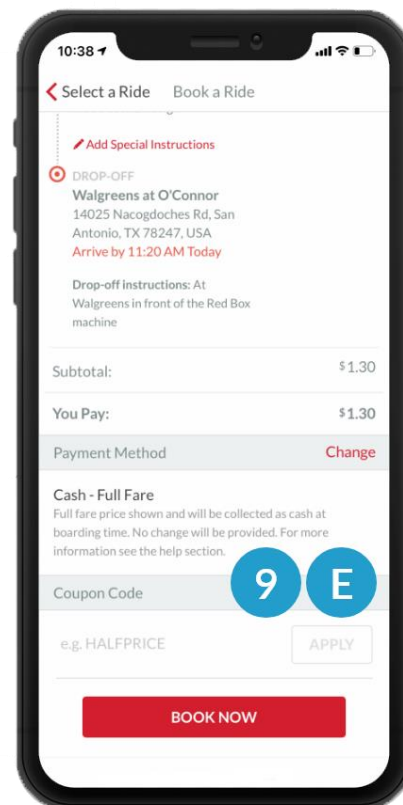 10:38
Select a Ride Book a Ride
Add Special Instructions
DROP-OFF
Walgreens at O'Connor
14025 Nacogdoches Rd, San
Antonio, TX 78247, USA
Arrive by 11:20 AM Today
Drop-off instructions: At
Walgreens in front of the Red Box
machine
Subtotal: $1.30
You Pay: $1.30
Payment Method Change
Cash - Full Fare
Full fare price shown and will be collected as cash at
boarding time. No change will be provided. For more
information see the help section.
9 E
Coupon Code
e.g. HALFPRICE APPLY
BOOK NOW